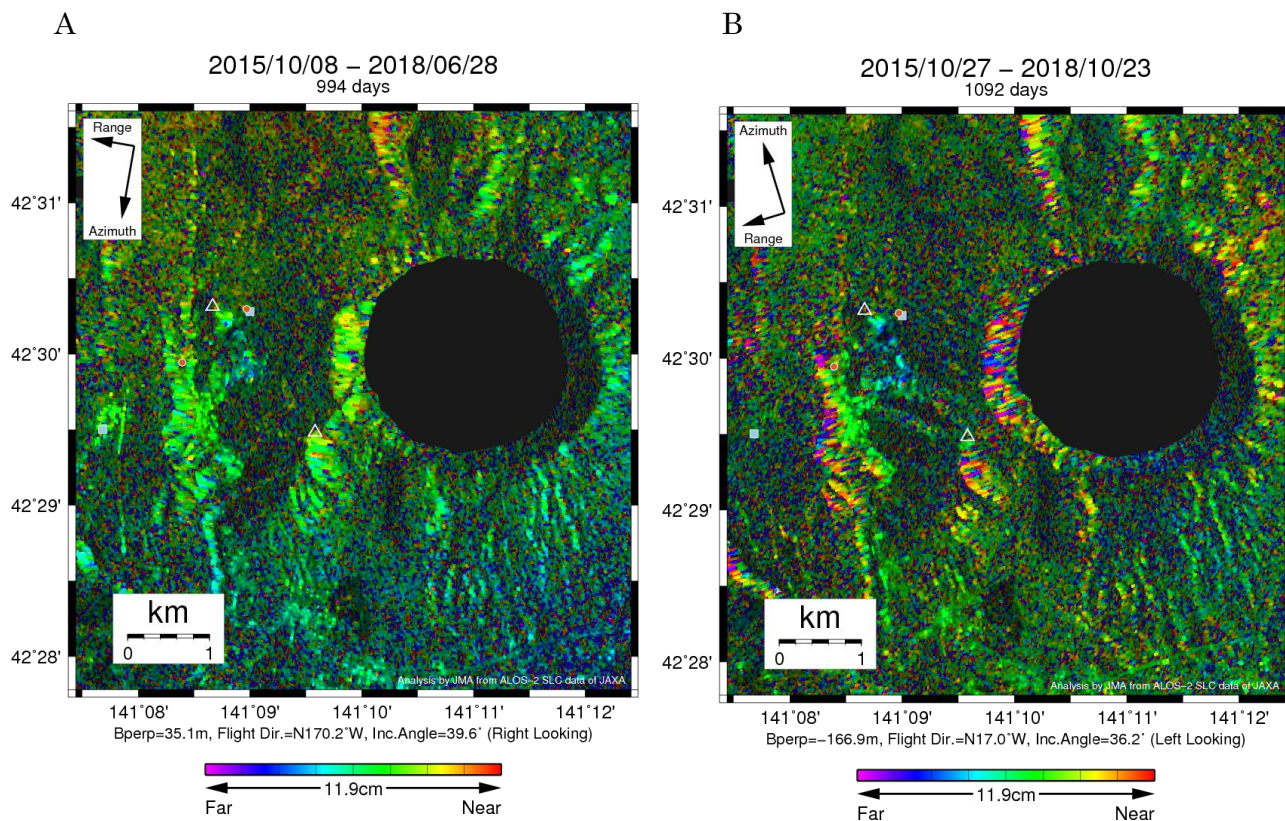 A
2015/10/08 − 2018/06/28
994 days
Range
Azimuth
42˚31'
42˚30'
42˚29'
42˚28'
km
0 1
Analysis by JMA from ALOS−2 SLC data of JAXA
141˚08' 141˚09' 141˚10' 141˚11' 141˚12'
Bperp=35.1m, Flight Dir.=N170.2˚W, Inc.Angle=39.6˚ (Right Looking)
11.9cm
Far Near
B
2015/10/27 − 2018/10/23
1092 days
Azimuth
Range
42˚31'
42˚30'
42˚29'
42˚28'
km
0 1
Analysis by JMA from ALOS−2 SLC data of JAXA
141˚08' 141˚09' 141˚10' 141˚11' 141˚12'
Bperp=−166.9m, Flight Dir.=N17.0˚W, Inc.Angle=36.2˚ (Left Looking)
11.9cm
Far Near